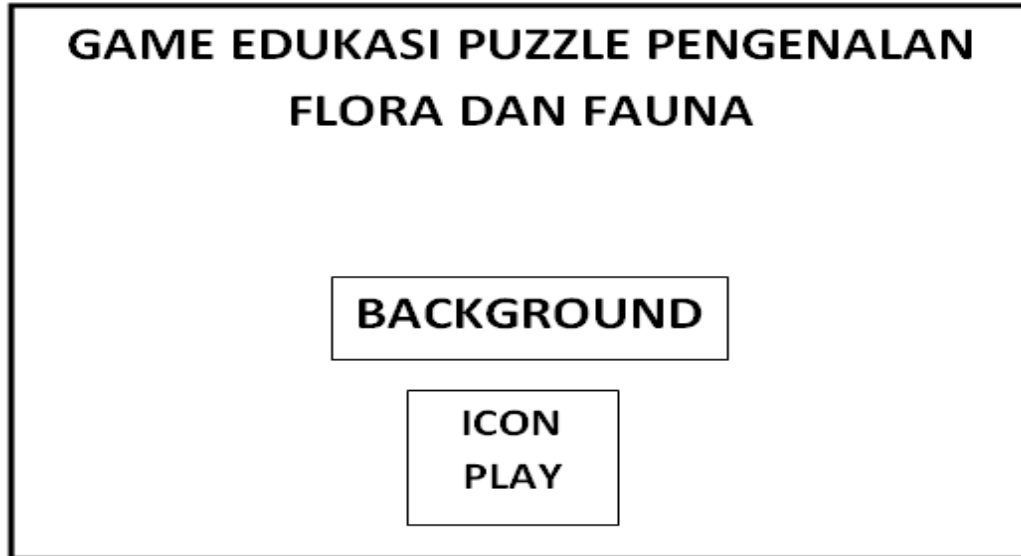 GAME EDUKASI PUZZLE PENGENALAN
FLORA DAN FAUNA
BACKGROUND
ICON
PLAY